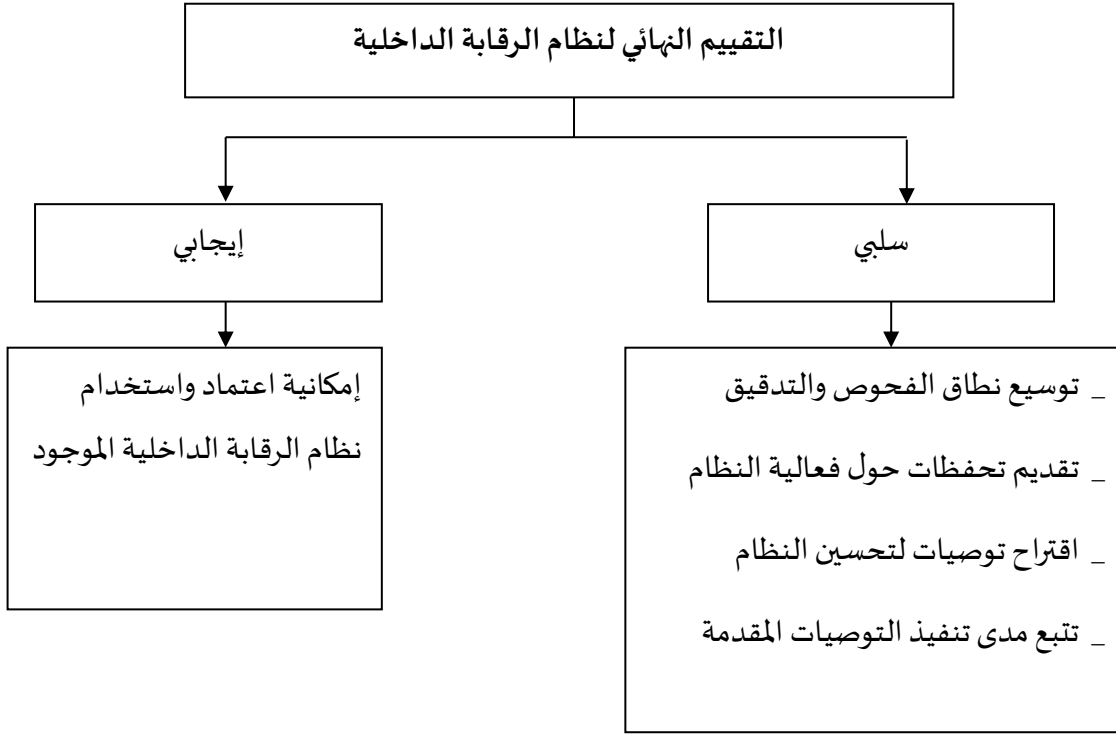 التقييم النهائي لنظام الرقابة الداخلية
سلبي
إيجابي
_ توسيع نطاق الفحوص والتدقيق
_ تقديم تحفظات حول فعالية النظام
_ اقتراح توصيات لتحسين النظام
_ تتبع مدى تنفيذ التوصيات المقدمة
إمكانية اعتماد واستخدام
نظام الرقابة الداخلية الموجود